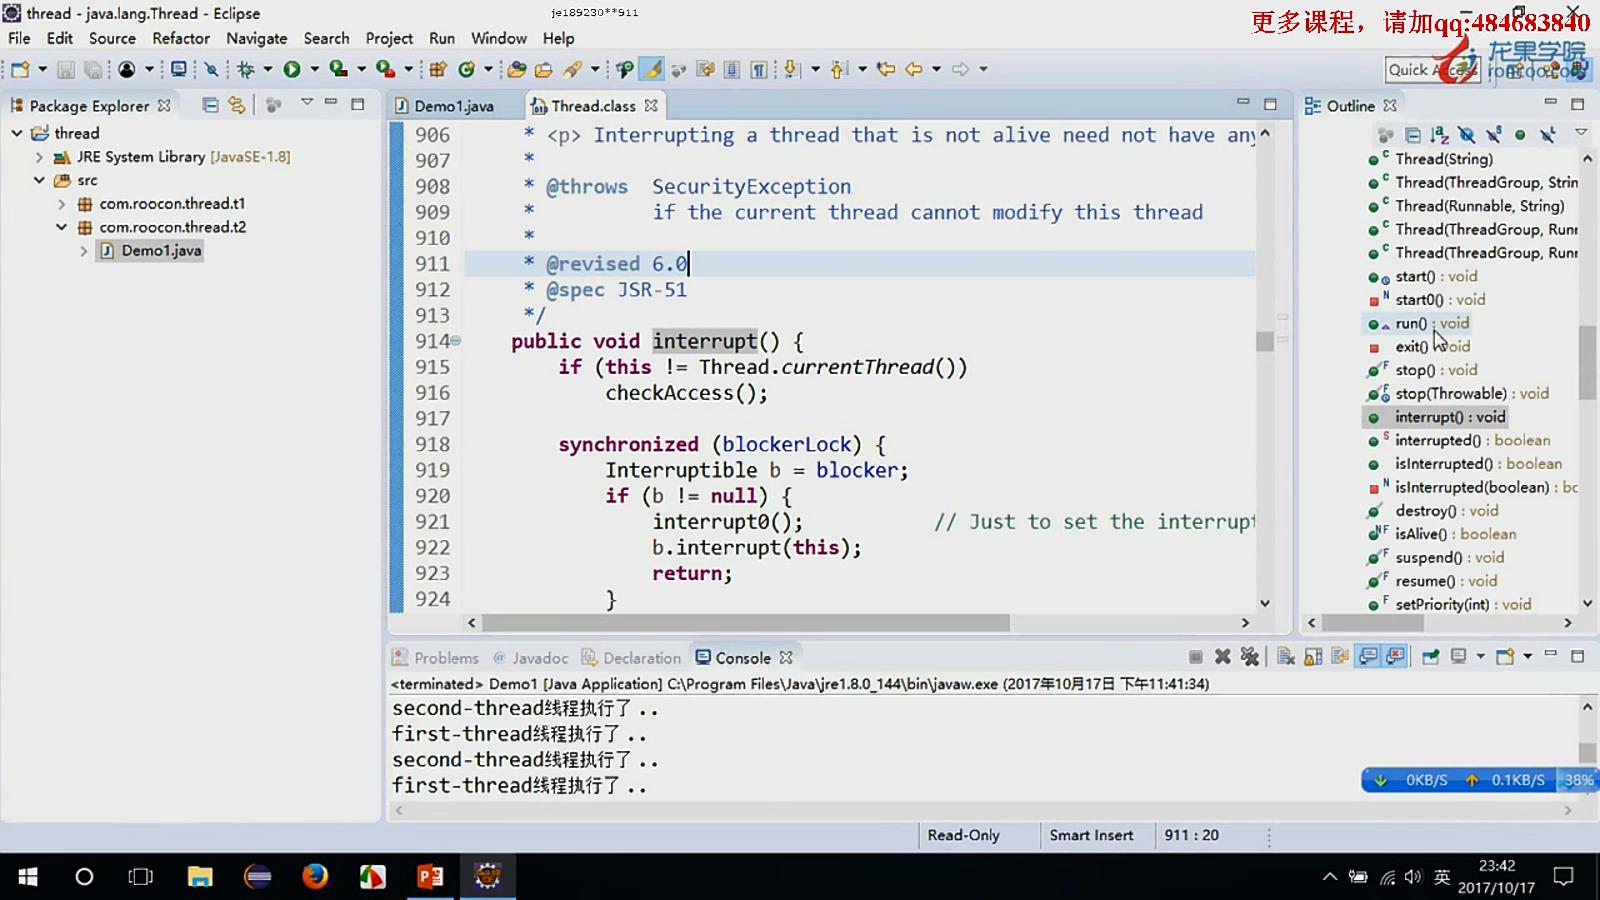 thread - java.lang.Thread - Eclipse
je189230**911
更多课程，请加qq:484683840
龙果学院
File Edit Source Refactor Navigate Search Project Run Window Help
Quick Access
Package Explorer
thread
JRE System Library [JavaSE-1.8]
src
com.roocon.thread.t1
com.roocon.thread.t2
Demo1.java
Demo1.java Thread.class
906 * <p> Interrupting a thread that is not alive need not have any
907 *
908 * @throws SecurityException
909 * if the current thread cannot modify this thread
910 *
911 * @revised 6.0
912 * @spec JSR-51
913 */
914 public void interrupt() {
915 if (this != Thread.currentThread())
916 checkAccess();
917
918 synchronized (blockerLock) {
919 Interruptible b = blocker;
920 if (b != null) {
921 interrupt0(); // Just to set the interrupt
922 b.interrupt(this);
923 return;
924 }
Outline
Thread(String)
Thread(ThreadGroup, Strin
Thread(Runnable, String)
Thread(ThreadGroup, Runn
Thread(ThreadGroup, Runn
start() : void
start0() : void
run() : void
exit() : void
stop() : void
stop(Throwable) : void
interrupt() : void
interrupted() : boolean
isInterrupted() : boolean
isInterrupted(boolean) : bo
destroy() : void
isAlive() : boolean
suspend() : void
resume() : void
setPriority(int) : void
Problems Javadoc Declaration Console
<terminated> Demo1 [Java Application] C:\Program Files\Java\jre1.8.0_144\bin\javaw.exe (2017年10月17日 下午11:41:34)
second-thread线程执行了..
first-thread线程执行了..
second-thread线程执行了..
first-thread线程执行了..
0KB/S 0.1KB/S 38%
Read-Only Smart Insert 911 : 20
英
23:42
2017/10/17